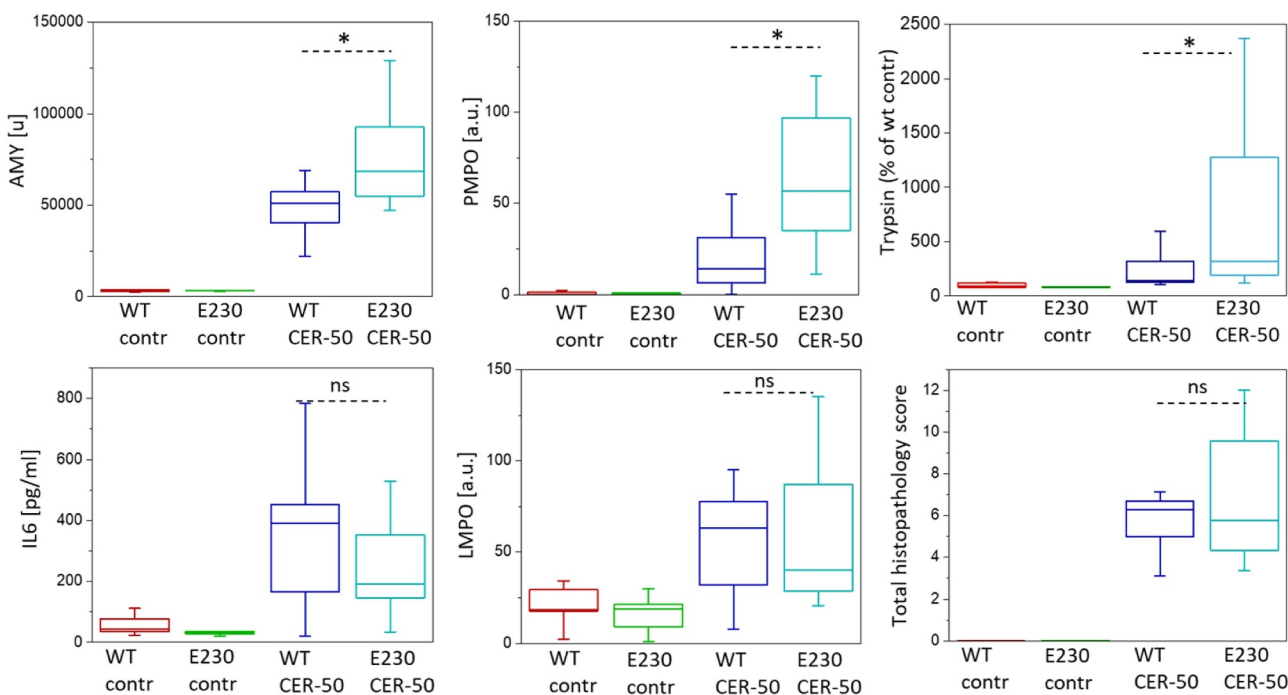 AMY [u]
150000
100000
50000
0
*
WT contr
E230 contr
WT CER-50
E230 CER-50
PMPO [a.u.]
150
100
50
0
*
WT contr
E230 contr
WT CER-50
E230 CER-50
Trypsin (% of wt contr)
2500
2000
1500
1000
500
0
*
WT contr
E230 contr
WT CER-50
E230 CER-50
IL6 [pg/ml]
800
600
400
200
0
ns
WT contr
E230 contr
WT CER-50
E230 CER-50
LMPO [a.u.]
150
100
50
0
ns
WT contr
E230 contr
WT CER-50
E230 CER-50
Total histopathology score
12
10
8
6
4
2
0
ns
WT contr
E230 contr
WT CER-50
E230 CER-50